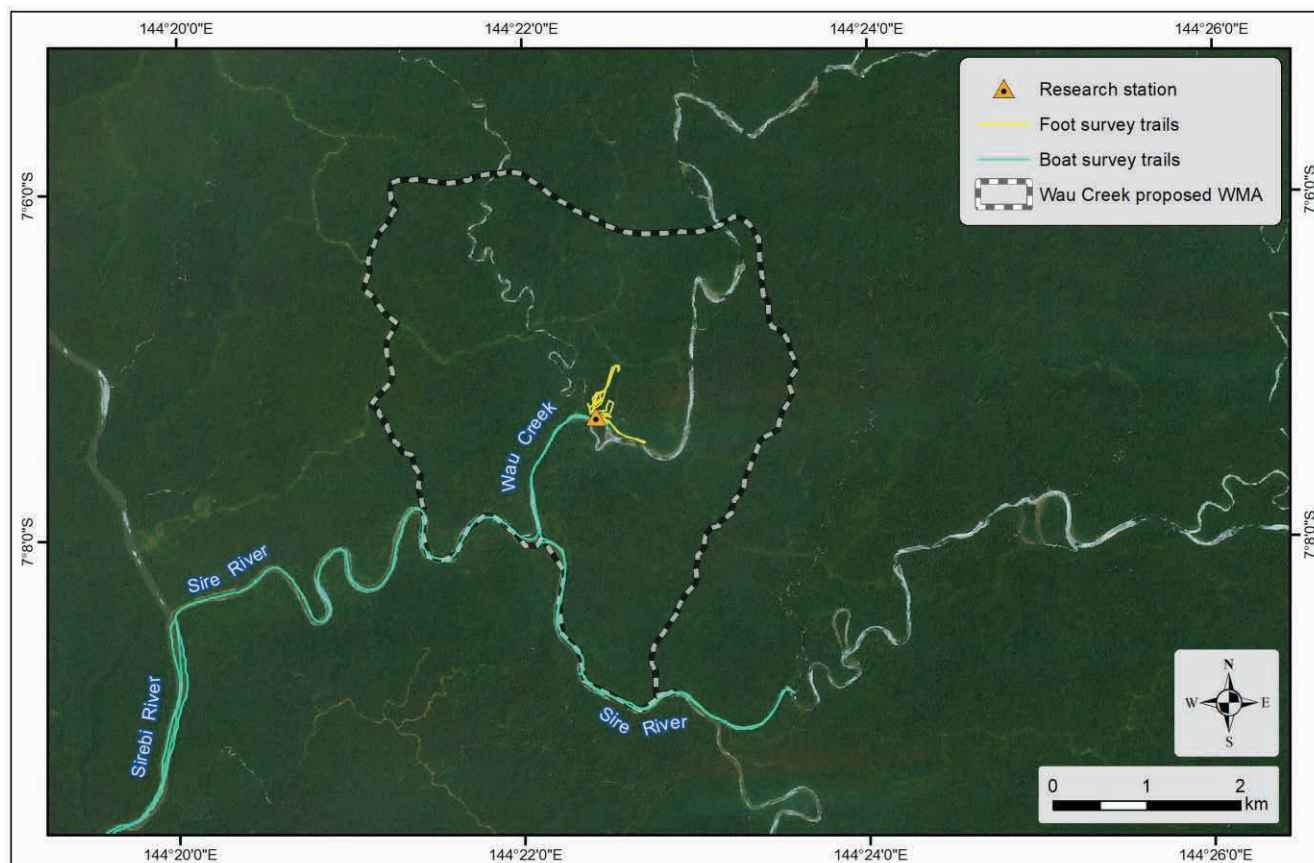 144°20'0"E 144°22'0"E 144°24'0"E 144°26'0"E
Research station
Foot survey trails
Boat survey trails
Wau Creek proposed WMA
7°6'0"S 7°6'0"S
Wau Creek
7°8'0"S 7°8'0"S
Sire River
Sirebi River
Sire River
N
W E
S
0 1 2
km
144°20'0"E 144°22'0"E 144°24'0"E 144°26'0"E